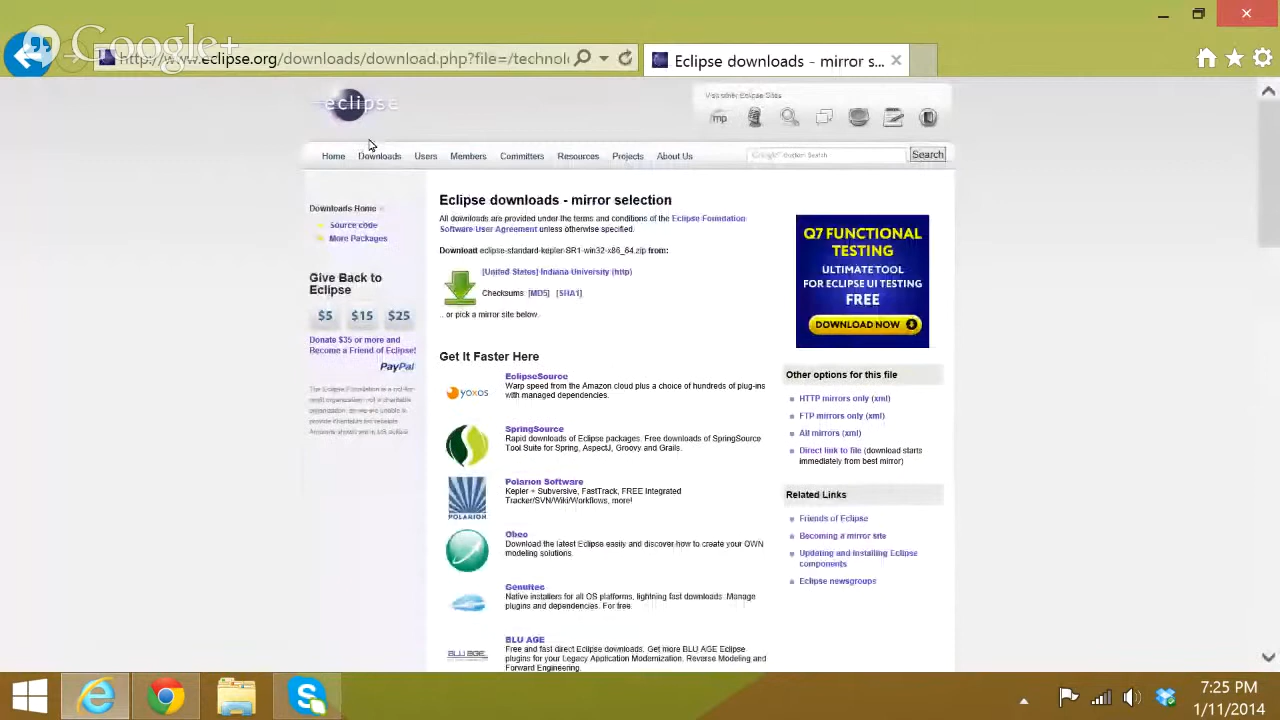 Google+
http://www.eclipse.org/downloads/download.php?file=/technol
Eclipse downloads - mirror s...
eclipse
Home Downloads Users Members Committers Resources Projects About Us
Search
Eclipse downloads - mirror selection
Downloads Home
Source code
More Packages
All downloads are provided under the terms and conditions of the Eclipse Foundation
Software User Agreement unless otherwise specified.
Download eclipse-standard-kepler-SR1-win32-x86_64.zip from:
[United States] Indiana University (http)
Checksums: [MD5] [SHA1]
... or pick a mirror site below.
Give Back to
Eclipse
$5 $15 $25
Donate $35 or more and
Become a Friend of Eclipse!
PayPal
Get It Faster Here
yoxos
EclipseSource
Warp speed from the Amazon cloud plus a choice of hundreds of plug-ins
with managed dependencies.
SpringSource
Rapid downloads of Eclipse packages. Free downloads of SpringSource
Tool Suite for Spring, AspectJ, Groovy and Grails.
POLARION
Polarion Software
Kepler + Subversive, FastTrack, FREE Integrated
Tracker/SVN/Wiki/Workflows, more!
Obeo
Download the latest Eclipse easily and discover how to create your OWN
modeling solutions.
Genuitec
Native installers for all OS platforms, lightning fast downloads. Manage
plugins and dependencies. For free.
BLU AGE
BLU AGE
Free and fast direct Eclipse downloads. Get more BLU AGE Eclipse
plugins for your Legacy Application Modernization, Reverse Modeling and
Forward Engineering.
Q7 FUNCTIONAL
TESTING
ULTIMATE TOOL
FOR ECLIPSE UI TESTING
FREE
DOWNLOAD NOW
Other options for this file
HTTP mirrors only (xml)
FTP mirrors only (xml)
All mirrors (xml)
Direct link to file (download starts
immediately from best mirror)
Related Links
Friends of Eclipse
Becoming a mirror site
Updating and installing Eclipse
components
Eclipse newsgroups
7:25 PM
1/11/2014